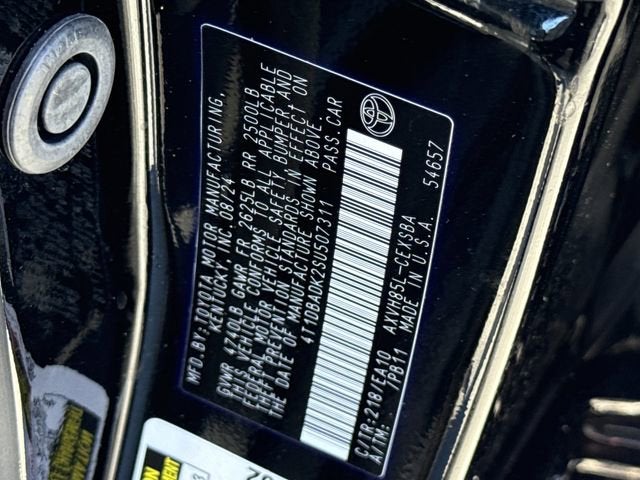 MFD.BY:TOYOTA MOTOR MANUFACTURING,
KENTUCKY, INC. 08/24
GVWR 4740LB GAWR FR 2625LB RR 2500LB
THIS VEHICLE CONFORMS TO ALL APPLICABLE
FEDERAL MOTOR VEHICLE SAFETY BUMPER, AND
THEFT PREVENTION STANDARDS IN EFFECT ON
THE DATE OF MANUFACTURE SHOWN ABOVE.
4T1DBADK2SU507311 PASS.CAR
C/TR:218/EA10 AXVH85L-CEXSBA
A/TM: -/PB11 MADE IN U.S.A. 54657